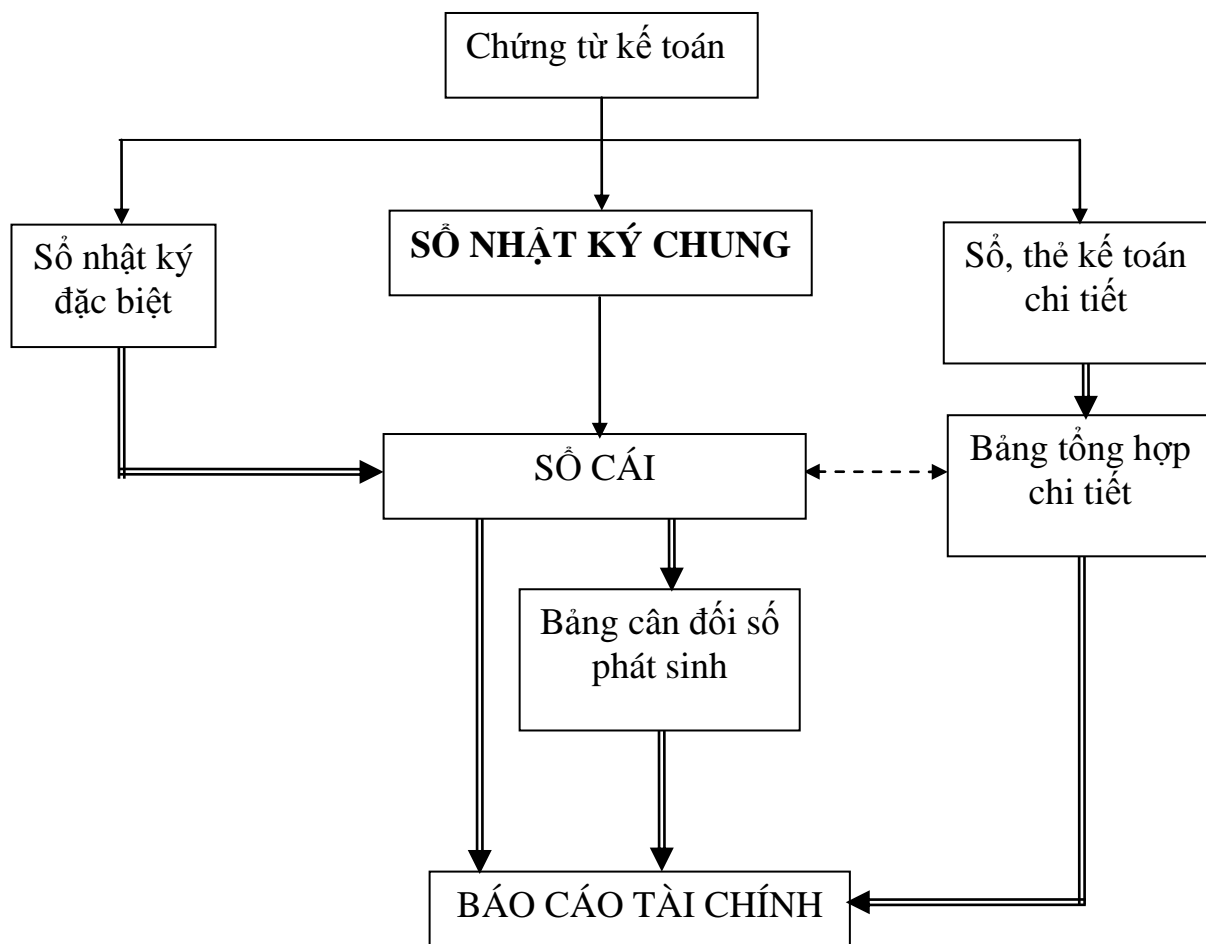 Chứng từ kế toán
Sổ nhật ký
đặc biệt
SỔ NHẬT KÝ CHUNG
Sổ, thẻ kế toán
chi tiết
SỔ CÁI
Bảng tổng hợp
chi tiết
Bảng cân đối số
phát sinh
BÁO CÁO TÀI CHÍNH